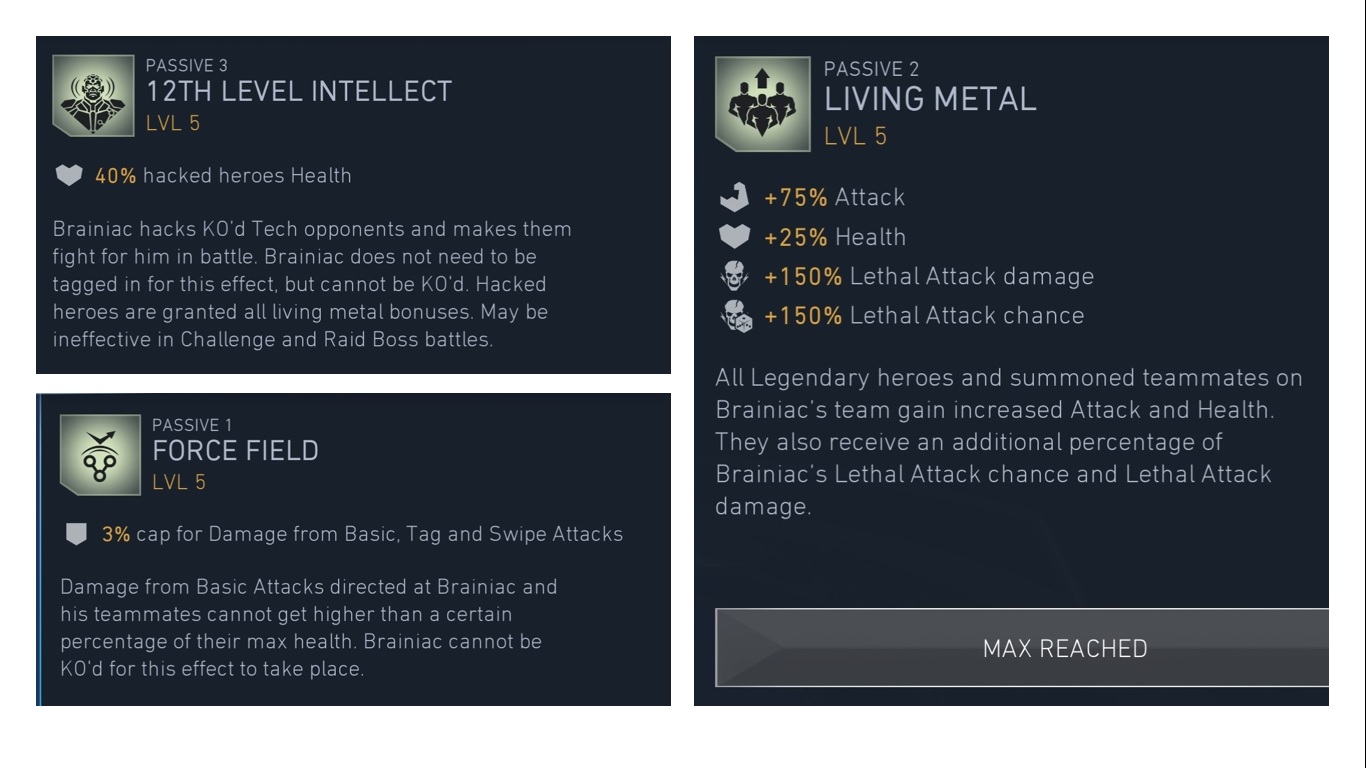 PASSIVE 3
12TH LEVEL INTELLECT
LVL 5
40% hacked heroes Health
Brainiac hacks KO'd Tech opponents and makes them
fight for him in battle. Brainiac does not need to be
tagged in for this effect, but cannot be KO'd. Hacked
heroes are granted all living metal bonuses. May be
ineffective in Challenge and Raid Boss battles.
PASSIVE 1
FORCE FIELD
LVL 5
3% cap for Damage from Basic, Tag and Swipe Attacks
Damage from Basic Attacks directed at Brainiac and
his teammates cannot get higher than a certain
percentage of their max health. Brainiac cannot be
KO'd for this effect to take place.
PASSIVE 2
LIVING METAL
LVL 5
+75% Attack
+25% Health
+150% Lethal Attack damage
+150% Lethal Attack chance
All Legendary heroes and summoned teammates on
Brainiac's team gain increased Attack and Health.
They also receive an additional percentage of
Brainiac's Lethal Attack chance and Lethal Attack
damage.
MAX REACHED